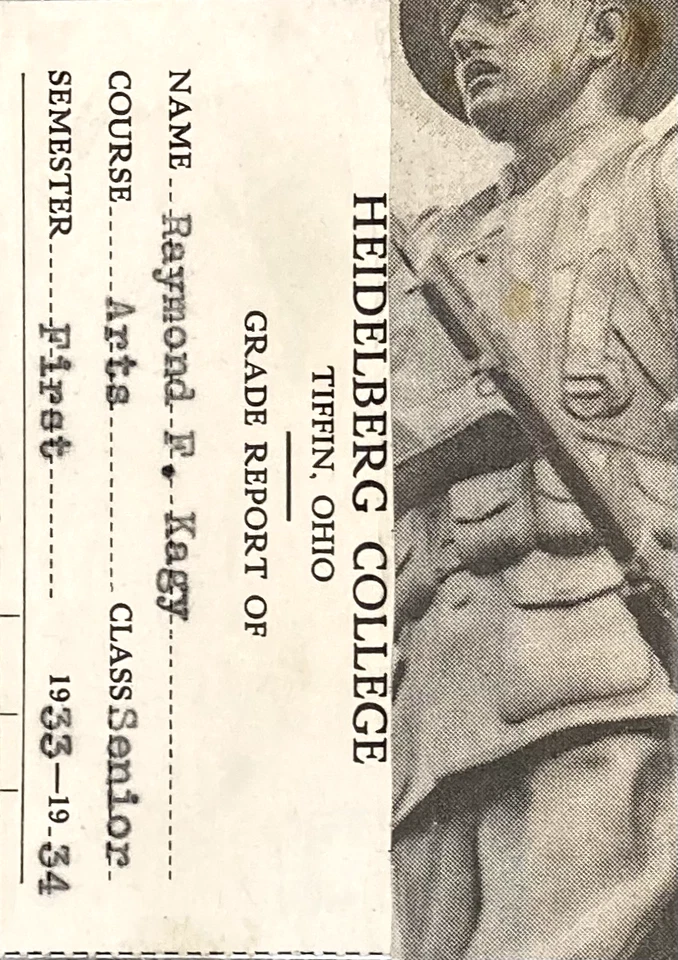 HEIDELBERG COLLEGE
TIFFIN, OHIO
GRADE REPORT OF
NAME Raymond F. Kagy
COURSE Arts CLASS Senior
SEMESTER First 1933—1934